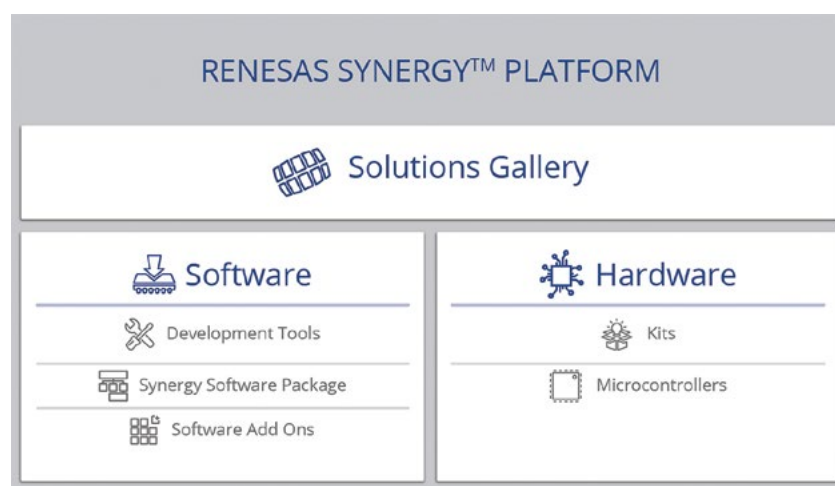 RENESAS SYNERGY™ PLATFORM
Solutions Gallery
Software
Development Tools
Synergy Software Package
Software Add Ons
Hardware
Kits
Microcontrollers